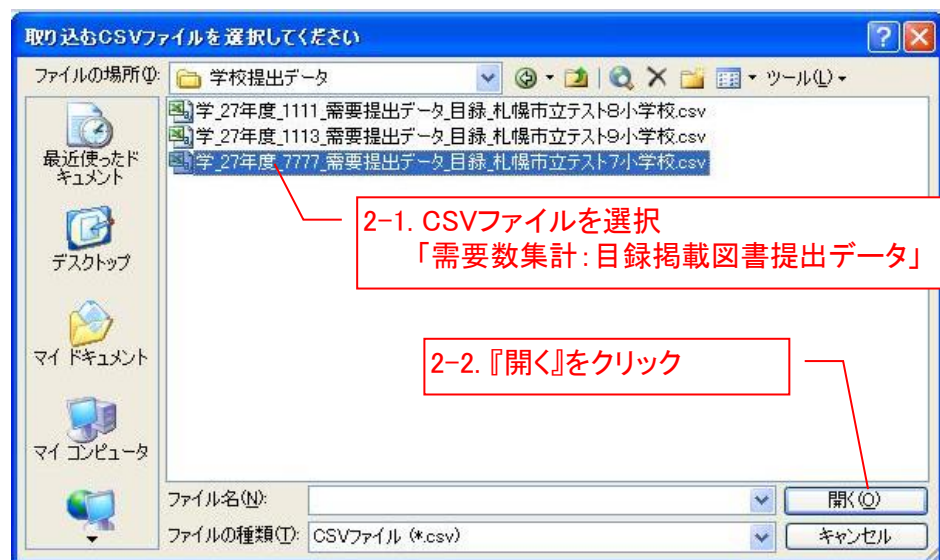 取り込むCSVファイルを選択してください
ファイルの場所(I):
学校提出データ
ツール(L)
学_27年度_1111_需要提出データ_目録_札幌市立テスト8小学校.csv
学_27年度_1113_需要提出データ_目録_札幌市立テスト9小学校.csv
学_27年度_7777_需要提出データ_目録_札幌市立テスト7小学校.csv
最近使ったド
キュメント
デスクトップ
マイ ドキュメント
マイ コンピュータ
2-1. CSVファイルを選択
「需要数集計：目録掲載図書提出データ」
2-2.『開く』をクリック
ファイル名(N):
開く(O)
ファイルの種類(T):
CSVファイル (*.csv)
キャンセル